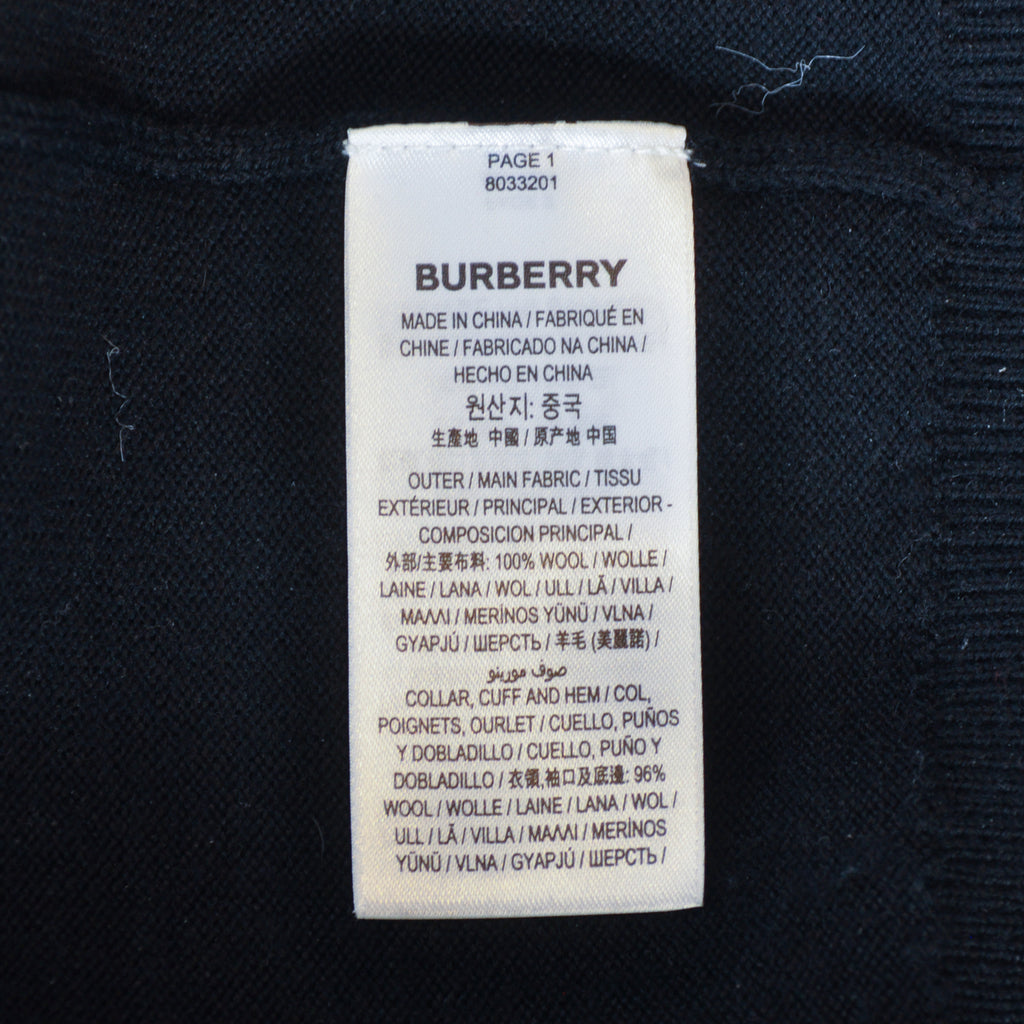 PAGE 1
8033201
BURBERRY
MADE IN CHINA / FABRIQUÉ EN
CHINE / FABRICADO NA CHINA /
HECHO EN CHINA
원산지: 중국
生產地 中國 / 原产地 中国
OUTER / MAIN FABRIC / TISSU
EXTÉRIEUR / PRINCIPAL / EXTERIOR -
COMPOSICION PRINCIPAL /
外部/主要布料: 100% WOOL / WOLLE /
LAINE / LANA / WOL / ULL / LÃ / VILLA /
ΜΑΛΛΙ / MERİNOS YÜNÜ / VLNA /
GYAPJÚ / ШЕРСТЬ / 羊毛 (美麗諾) /
صوف مورينو
COLLAR, CUFF AND HEM / COL,
POIGNETS, OURLET / CUELLO, PUÑOS
Y DOBLADILLO / CUELLO, PUÑO Y
DOBLADILLO / 衣領,袖口及底邊: 96%
WOOL / WOLLE / LAINE / LANA / WOL /
ULL / LÃ / VILLA / ΜΑΛΛΙ / MERİNOS
YÜNÜ / VLNA / GYAPJÚ / ШЕРСТЬ /